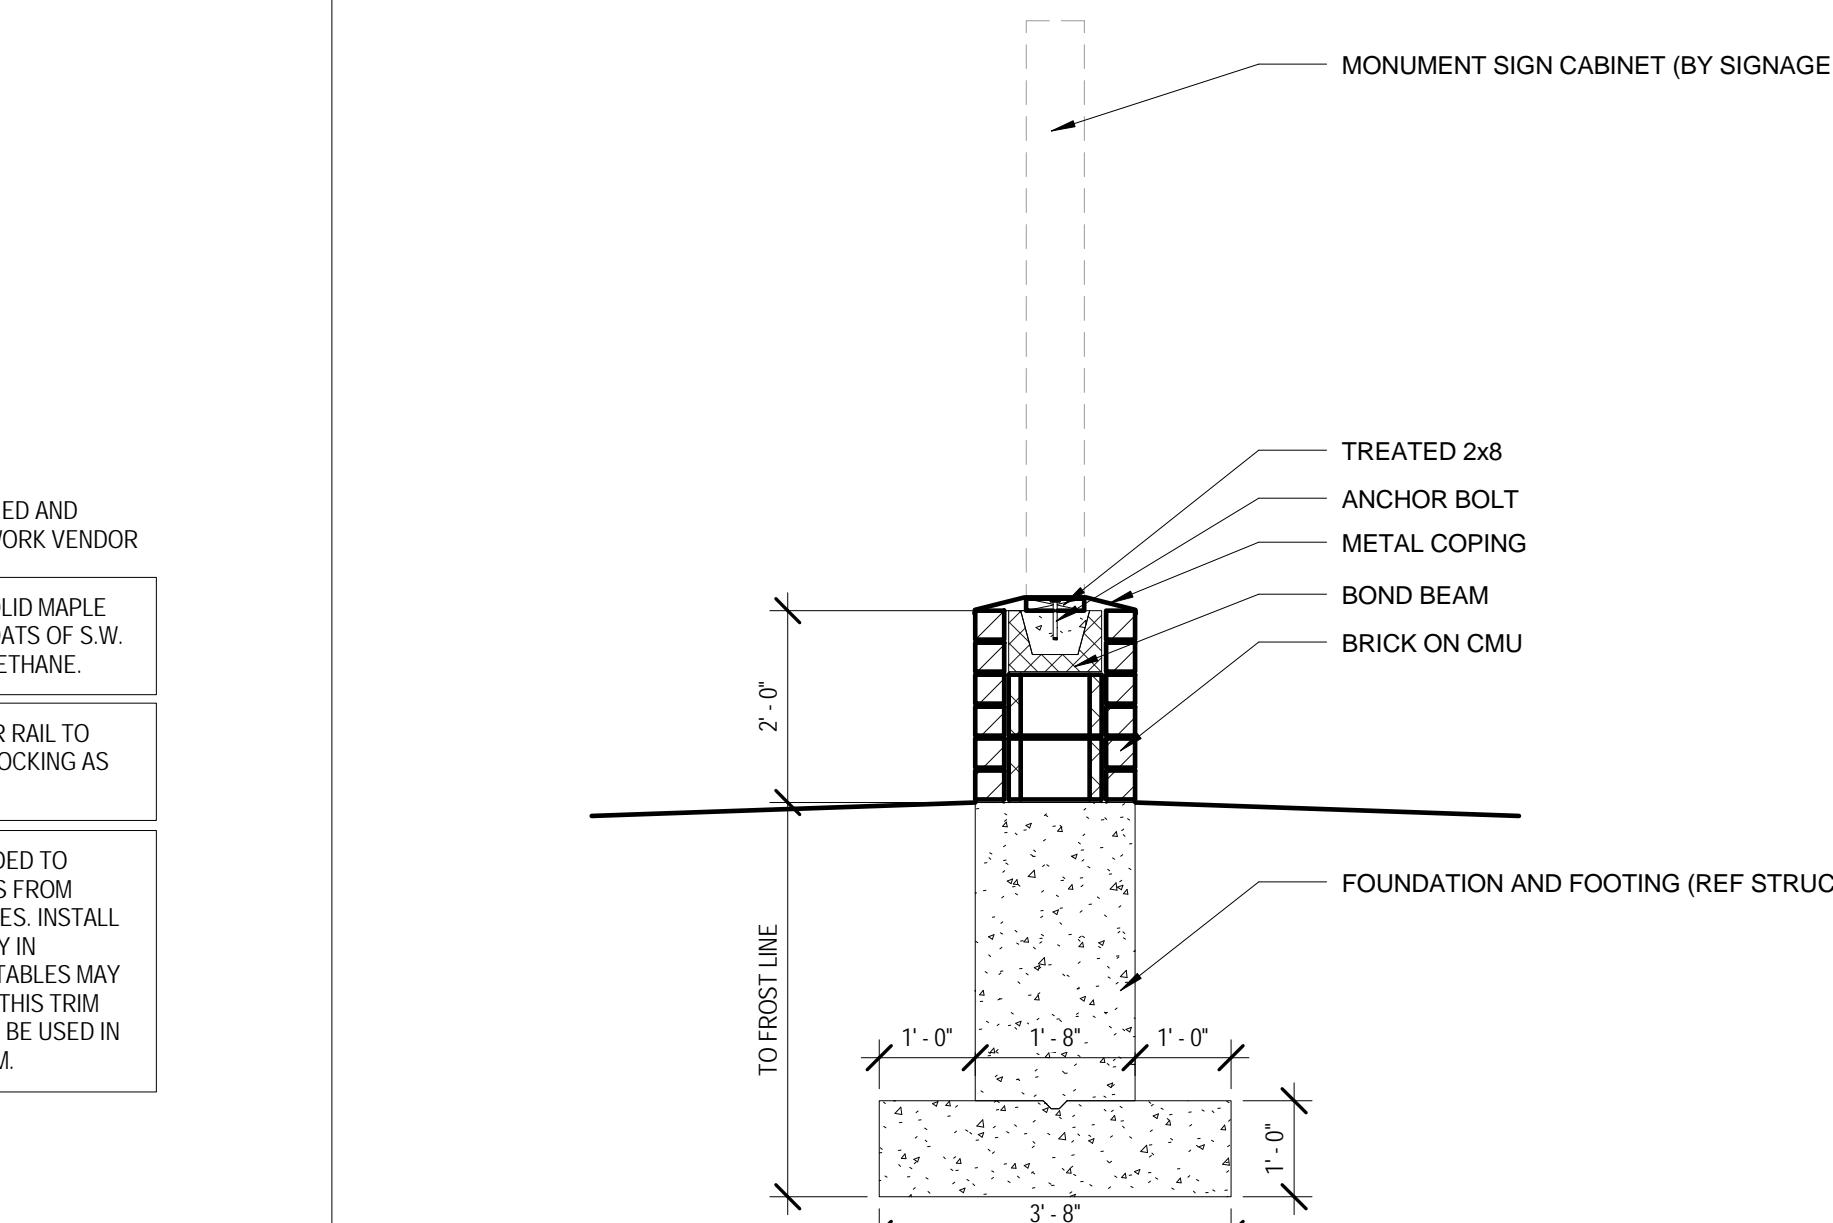 ED AND
WORK VENDOR
OLID MAPLE
OATS OF S.W.
ETHANE.
R RAIL TO
OCKING AS
DED TO
S FROM
ES. INSTALL
Y IN
TABLES MAY
THIS TRIM
BE USED IN
M.
MONUMENT SIGN CABINET (BY SIGNAGE
TREATED 2x8
ANCHOR BOLT
METAL COPING
BOND BEAM
BRICK ON CMU
2' - 0"
FOUNDATION AND FOOTING (REF STRUC
TO FROST LINE
1' - 0"
1' - 8"
1' - 0"
1' - 0"
3' - 8"